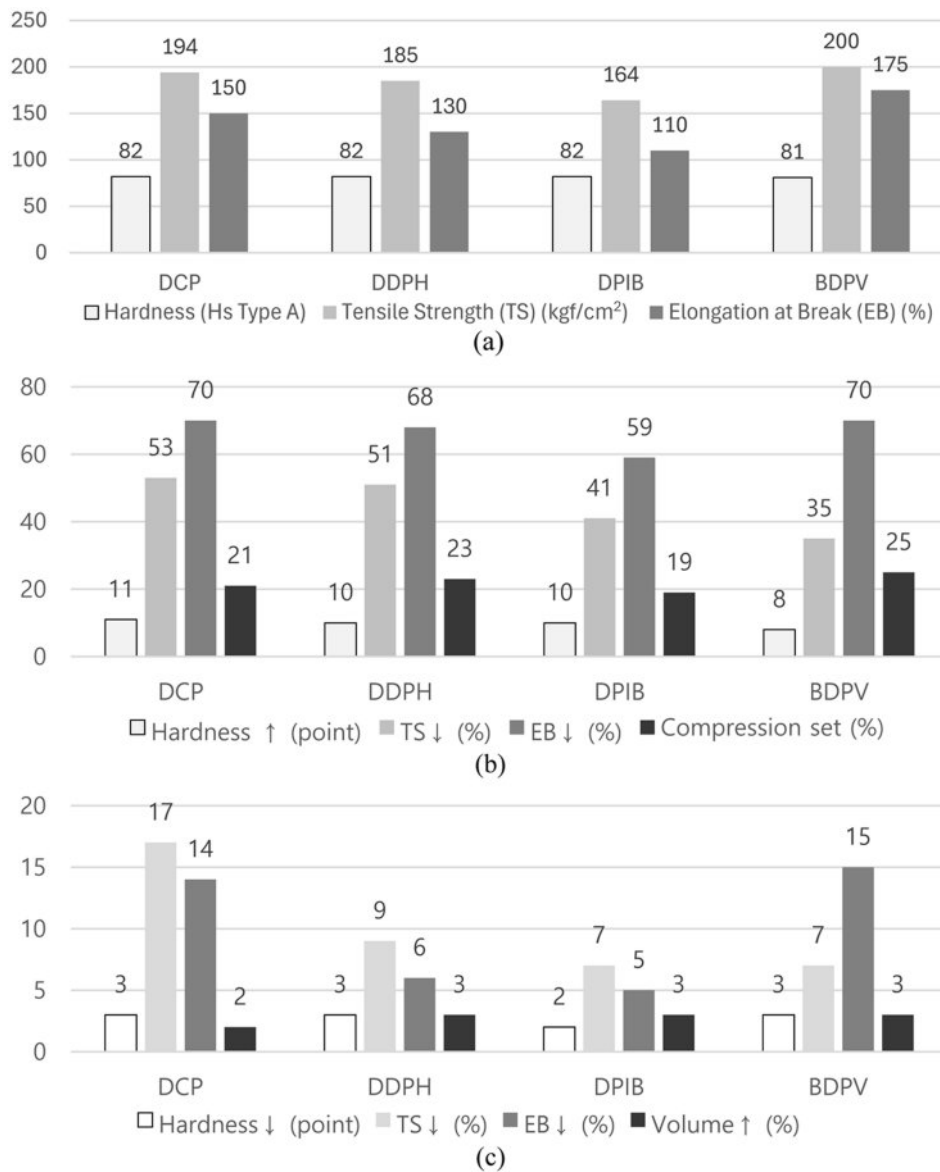 250
200
150
100
50
0
82 194 150
82 185 130
82 164 110
81 200 175
DCP DDPH DPIB BDPV
Hardness (Hs Type A) Tensile Strength (TS) (kgf/cm²) Elongation at Break (EB) (%)
(a)
80
60
40
20
0
11 53 70 21
10 51 68 23
10 41 59 19
8 35 70 25
DCP DDPH DPIB BDPV
Hardness ↑ (point) TS ↓ (%) EB ↓ (%) Compression set (%)
(b)
20
15
10
5
0
3 17 14 2
3 9 6 3
2 7 5 3
3 7 15 3
DCP DDPH DPIB BDPV
Hardness ↓ (point) TS ↓ (%) EB ↓ (%) Volume ↑ (%)
(c)